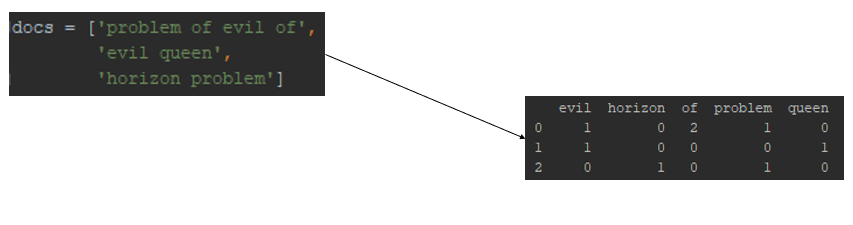 docs = ['problem of evil of',
'evil queen',
'horizon problem']
evil horizon of problem queen
0 1 0 2 1 0
1 1 0 0 0 1
2 0 1 0 1 0